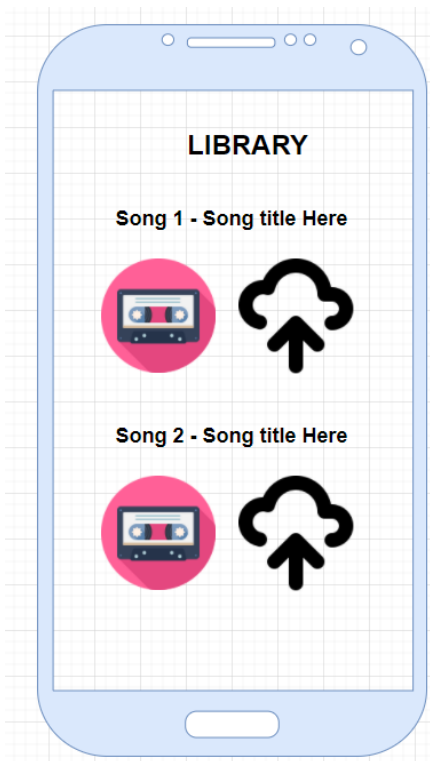 LIBRARY
Song 1 - Song title Here
Song 2 - Song title Here